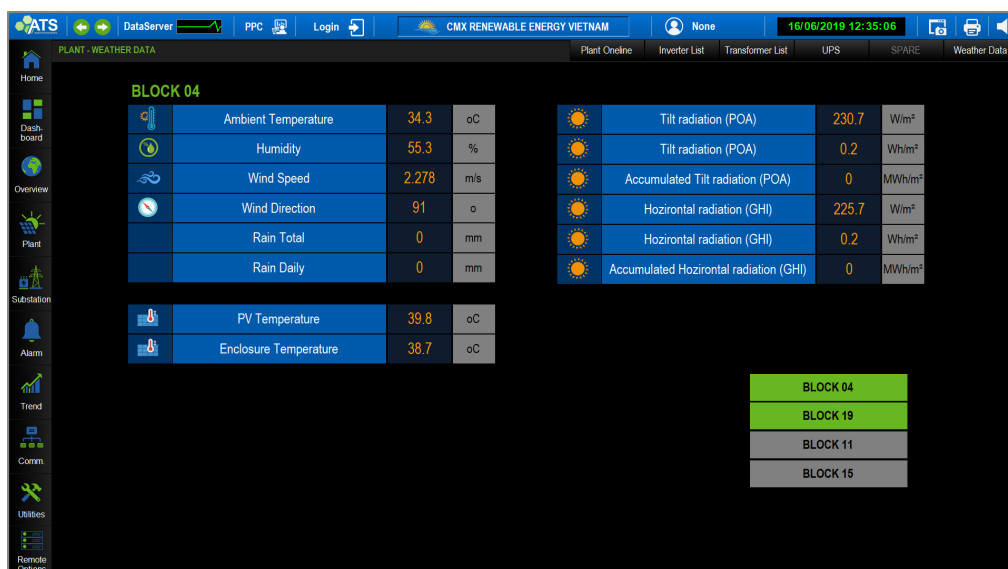 ATS DataServer PPC Login CMX RENEWABLE ENERGY VIETNAM None 16/06/2019 12:35:06
PLANT - WEATHER DATA Plant Oneline Inverter List Transformer List UPS SPARE Weather Data
Home
Dash-
board
Overview
Plant
Substation
Alarm
Trend
Comm.
Utilities
Remote
Options
BLOCK 04
Ambient Temperature 34.3 oC
Humidity 55.3 %
Wind Speed 2.278 m/s
Wind Direction 91 o
Rain Total 0 mm
Rain Daily 0 mm
PV Temperature 39.8 oC
Enclosure Temperature 38.7 oC
Tilt radiation (POA) 230.7 W/m²
Tilt radiation (POA) 0.2 Wh/m²
Accumulated Tilt radiation (POA) 0 MWh/m²
Hozirontal radiation (GHI) 225.7 W/m²
Hozirontal radiation (GHI) 0.2 Wh/m²
Accumulated Hozirontal radiation (GHI) 0 MWh/m²
BLOCK 04
BLOCK 19
BLOCK 11
BLOCK 15